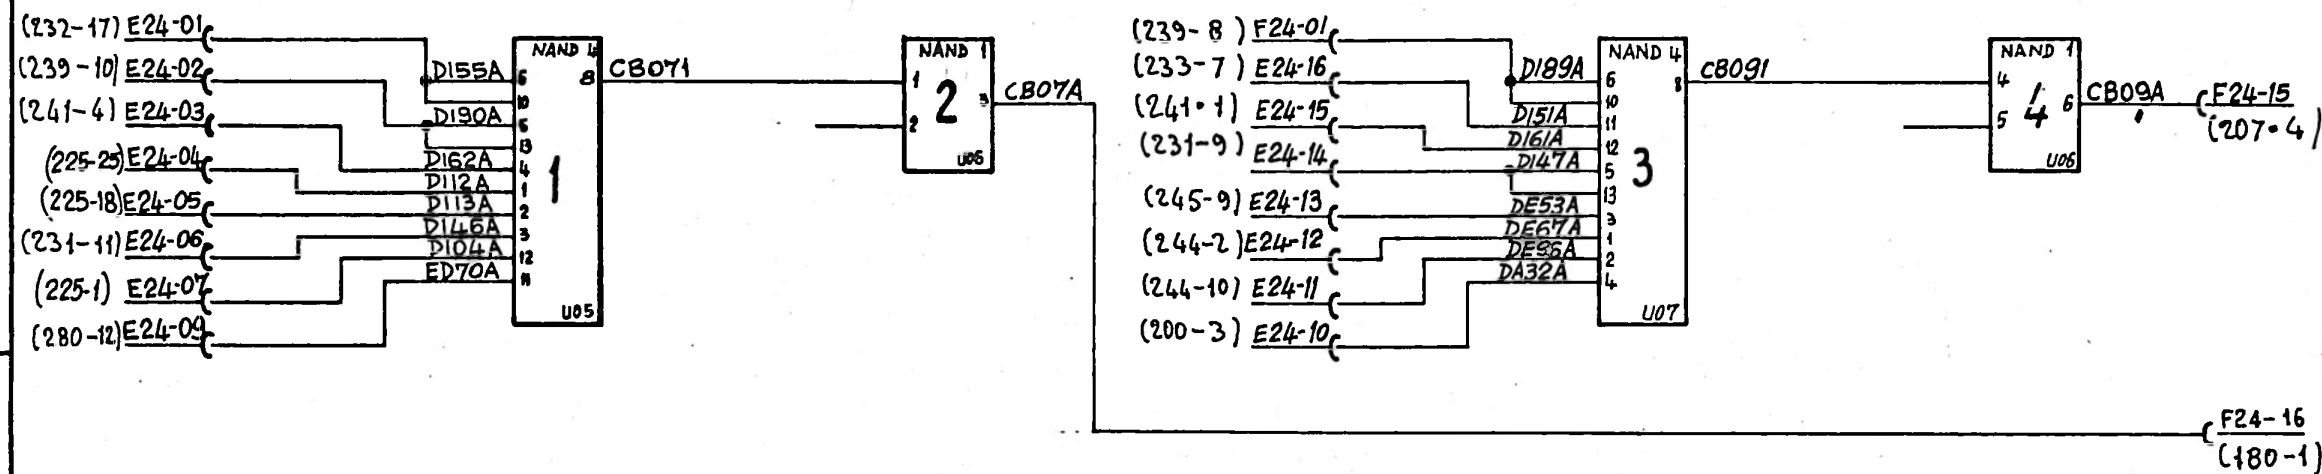 (232-17) E24-01
(239-10) E24-02
(241-4) E24-03
(225-25) E24-04
(225-18) E24-05
(231-11) E24-06
(225-1) E24-07
(280-12) E24-09
D155A
D190A
D162A
D112A
D113A
D146A
D104A
ED70A
NAND 4
6
8
10
5
13
4
1
2
3
12
11
1
U05
CB071
NAND 1
1
2
3
2
U06
CB07A
(239-8) F24-01
(233-7) E24-16
(241·1) E24-15
(231-9) E24-14
(245-9) E24-13
(244-2) E24-12
(244-10) E24-11
(200-3) E24-10
D189A
D151A
D161A
D147A
DE53A
DE67A
DE96A
DA32A
NAND 4
6
8
10
11
12
5
13
3
1
2
4
3
U07
CB091
NAND 1
4
5
6
4
U06
CB09A
F24-15
(207·4)
F24-16
(180-1)